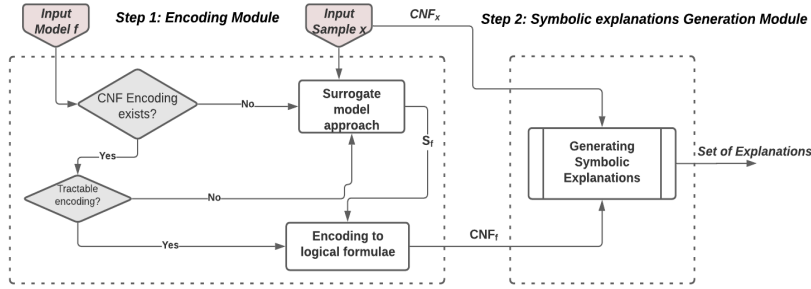 Input
Model f
Step 1: Encoding Module
Input
Sample x
CNFx
Step 2: Symbolic explanations Generation Module
CNF Encoding
exists?
No
Surrogate
model
approach
Sf
Yes
Tractable
encoding?
No
Yes
Encoding to
logical formulae
CNFf
Generating
Symbolic
Explanations
Set of Explanations